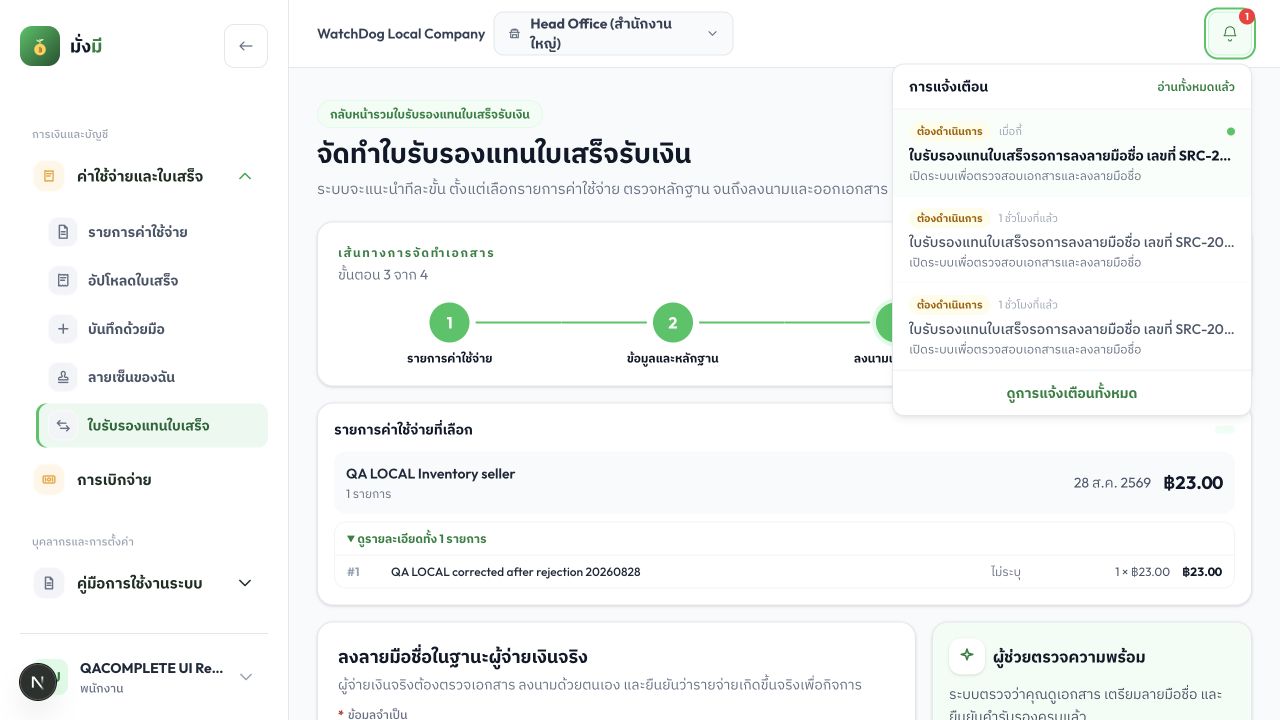 มั่งมี
การเงินและบัญชี
ค่าใช้จ่ายและใบเสร็จ
รายการค่าใช้จ่าย
อัปโหลดใบเสร็จ
บันทึกด้วยมือ
ลายเซ็นของฉัน
ใบรับรองแทนใบเสร็จ
การเบิกจ่าย
บุคลากรและการตั้งค่า
คู่มือการใช้งานระบบ
N
QACOMPLETE UI Re...
พนักงาน
WatchDog Local Company
Head Office (สำนักงาน
ใหญ่)
1
การแจ้งเตือน
อ่านทั้งหมดแล้ว
ต้องดำเนินการ เมื่อกี้
ใบรับรองแทนใบเสร็จรอการลงลายมือชื่อ เลขที่ SRC-2...
เปิดระบบเพื่อตรวจสอบเอกสารและลงลายมือชื่อ
ต้องดำเนินการ 1 ชั่วโมงที่แล้ว
ใบรับรองแทนใบเสร็จรอการลงลายมือชื่อ เลขที่ SRC-20...
เปิดระบบเพื่อตรวจสอบเอกสารและลงลายมือชื่อ
ต้องดำเนินการ 1 ชั่วโมงที่แล้ว
ใบรับรองแทนใบเสร็จรอการลงลายมือชื่อ เลขที่ SRC-20...
เปิดระบบเพื่อตรวจสอบเอกสารและลงลายมือชื่อ
ดูการแจ้งเตือนทั้งหมด
กลับหน้ารวมใบรับรองแทนใบเสร็จรับเงิน
จัดทำใบรับรองแทนใบเสร็จรับเงิน
ระบบจะแนะนำทีละขั้น ตั้งแต่เลือกรายการค่าใช้จ่าย ตรวจหลักฐาน จนถึงลงนามและออกเอกสาร
เส้นทางการจัดทำเอกสาร
ขั้นตอน 3 จาก 4
1 2
รายการค่าใช้จ่าย ข้อมูลและหลักฐาน
รายการค่าใช้จ่ายที่เลือก
QA LOCAL Inventory seller
1 รายการ
28 ส.ค. 2569 ฿23.00
▼ดูรายละเอียดทั้ง 1 รายการ
#1 QA LOCAL corrected after rejection 20260828 ไม่ระบุ 1 × ฿23.00 ฿23.00
ลงลายมือชื่อในฐานะผู้จ่ายเงินจริง
ผู้จ่ายเงินจริงต้องตรวจเอกสาร ลงนามด้วยตนเอง และยืนยันว่ารายจ่ายเกิดขึ้นจริงเพื่อกิจการ
* ข้อมูลจำเป็น
ผู้ช่วยตรวจความพร้อม
ระบบตรวจว่าคุณดูเอกสาร เตรียมลายมือชื่อ และ
ยืนยันคำรับรองครบแล้ว